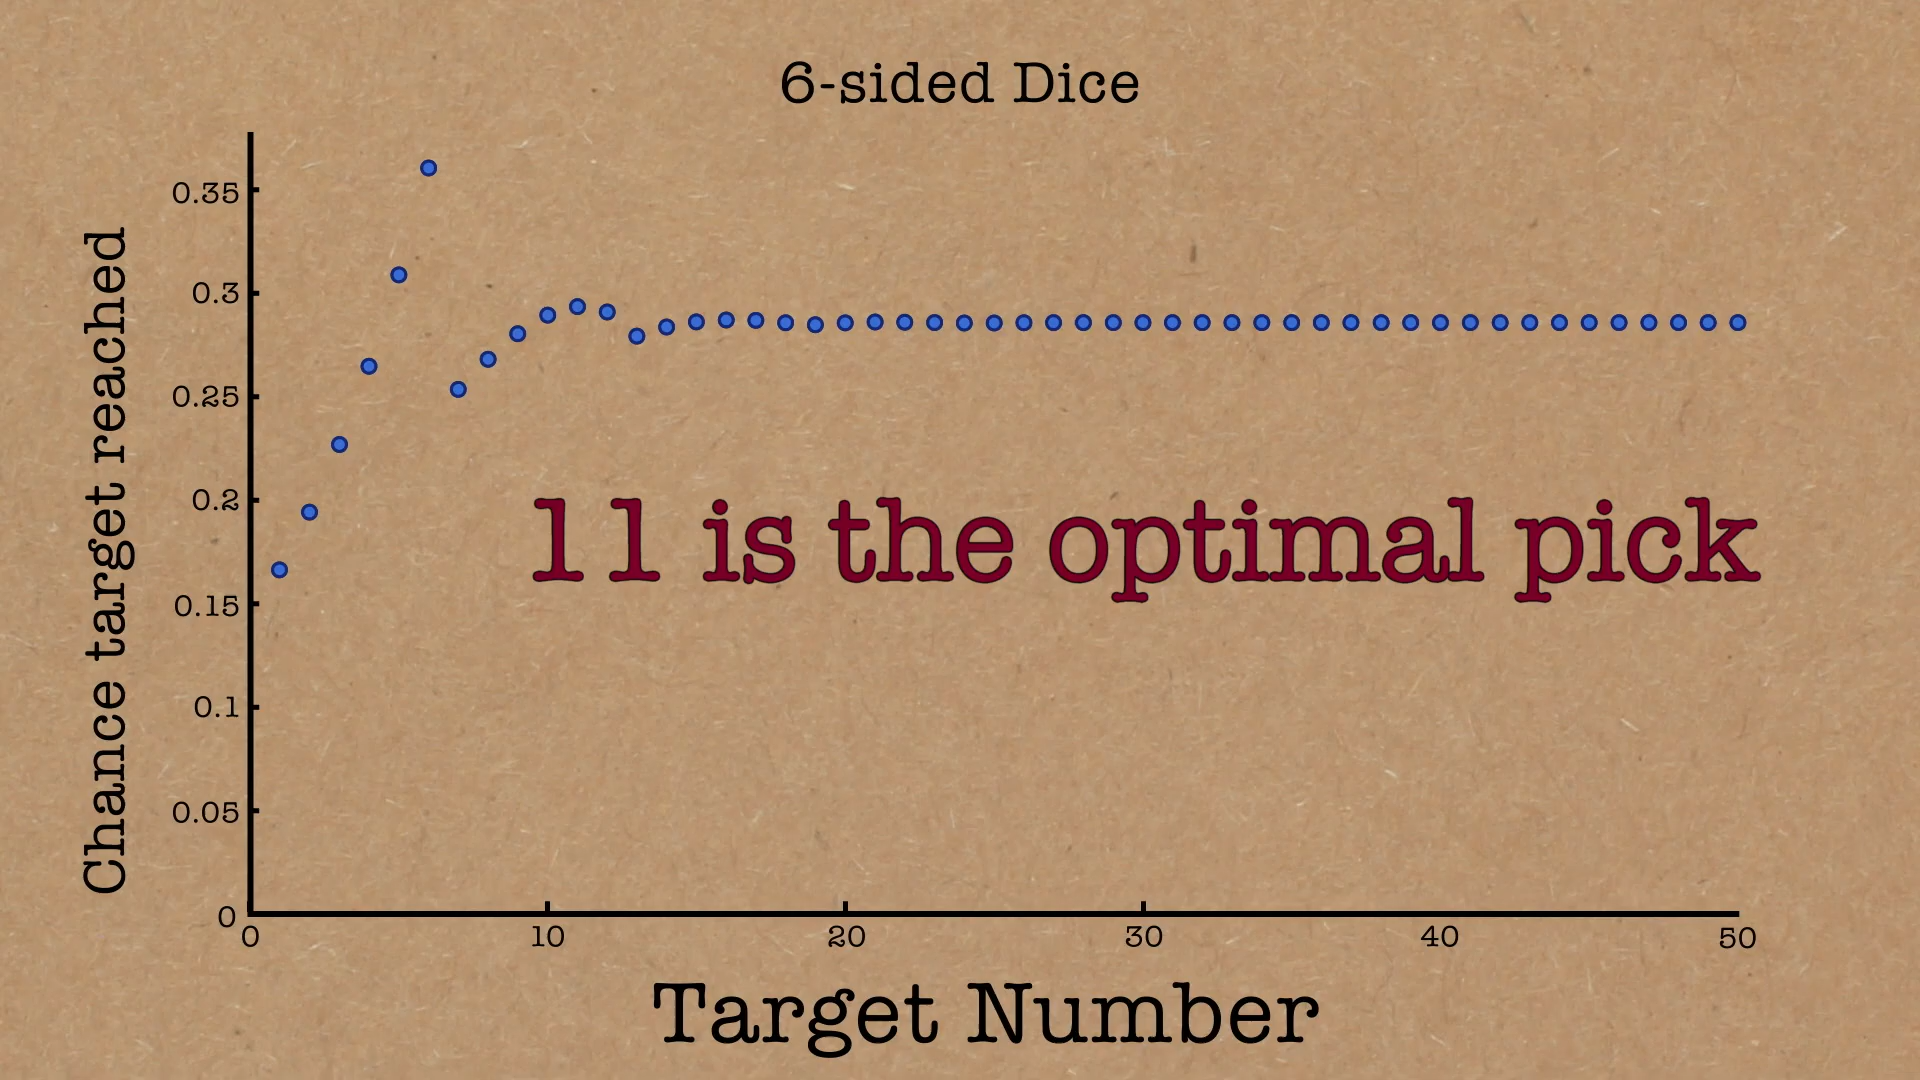 6-sided Dice
Chance target reached
0.35
0.3
0.25
0.2
0.15
0.1
0.05
0
11 is the optimal pick
0 10 20 30 40 50
Target Number